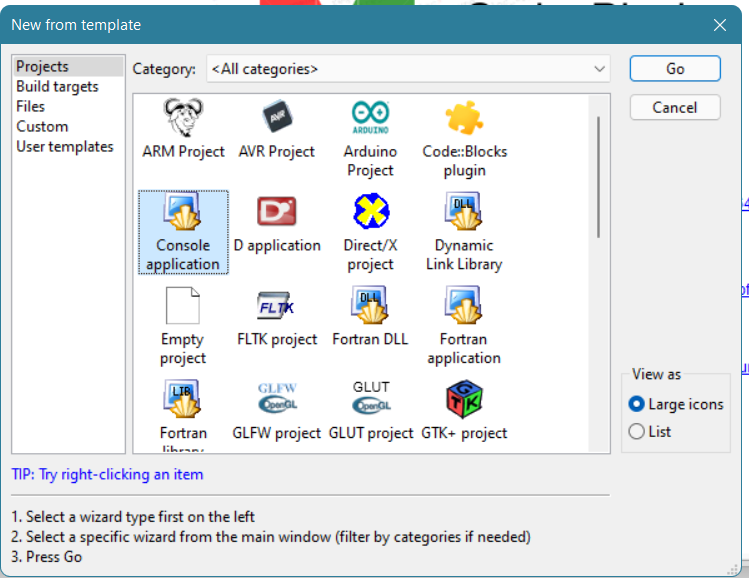 New from template
Projects
Build targets
Files
Custom
User templates
Category:
<All categories>
Go
Cancel
AVR
ARDUINO
ARM Project
AVR Project
Arduino
Project
Code::Blocks
plugin
DLL
Console
application
D application
Direct/X
project
Dynamic
Link Library
FLTK
DLL
Empty
project
FLTK project
Fortran DLL
Fortran
application
LIB
GLFW
OpenGL
GLUT
OpenGL
GTK
Fortran
library
GLFW project
GLUT project
GTK+ project
View as
Large icons
List
TIP: Try right-clicking an item
1. Select a wizard type first on the left
2. Select a specific wizard from the main window (filter by categories if needed)
3. Press Go